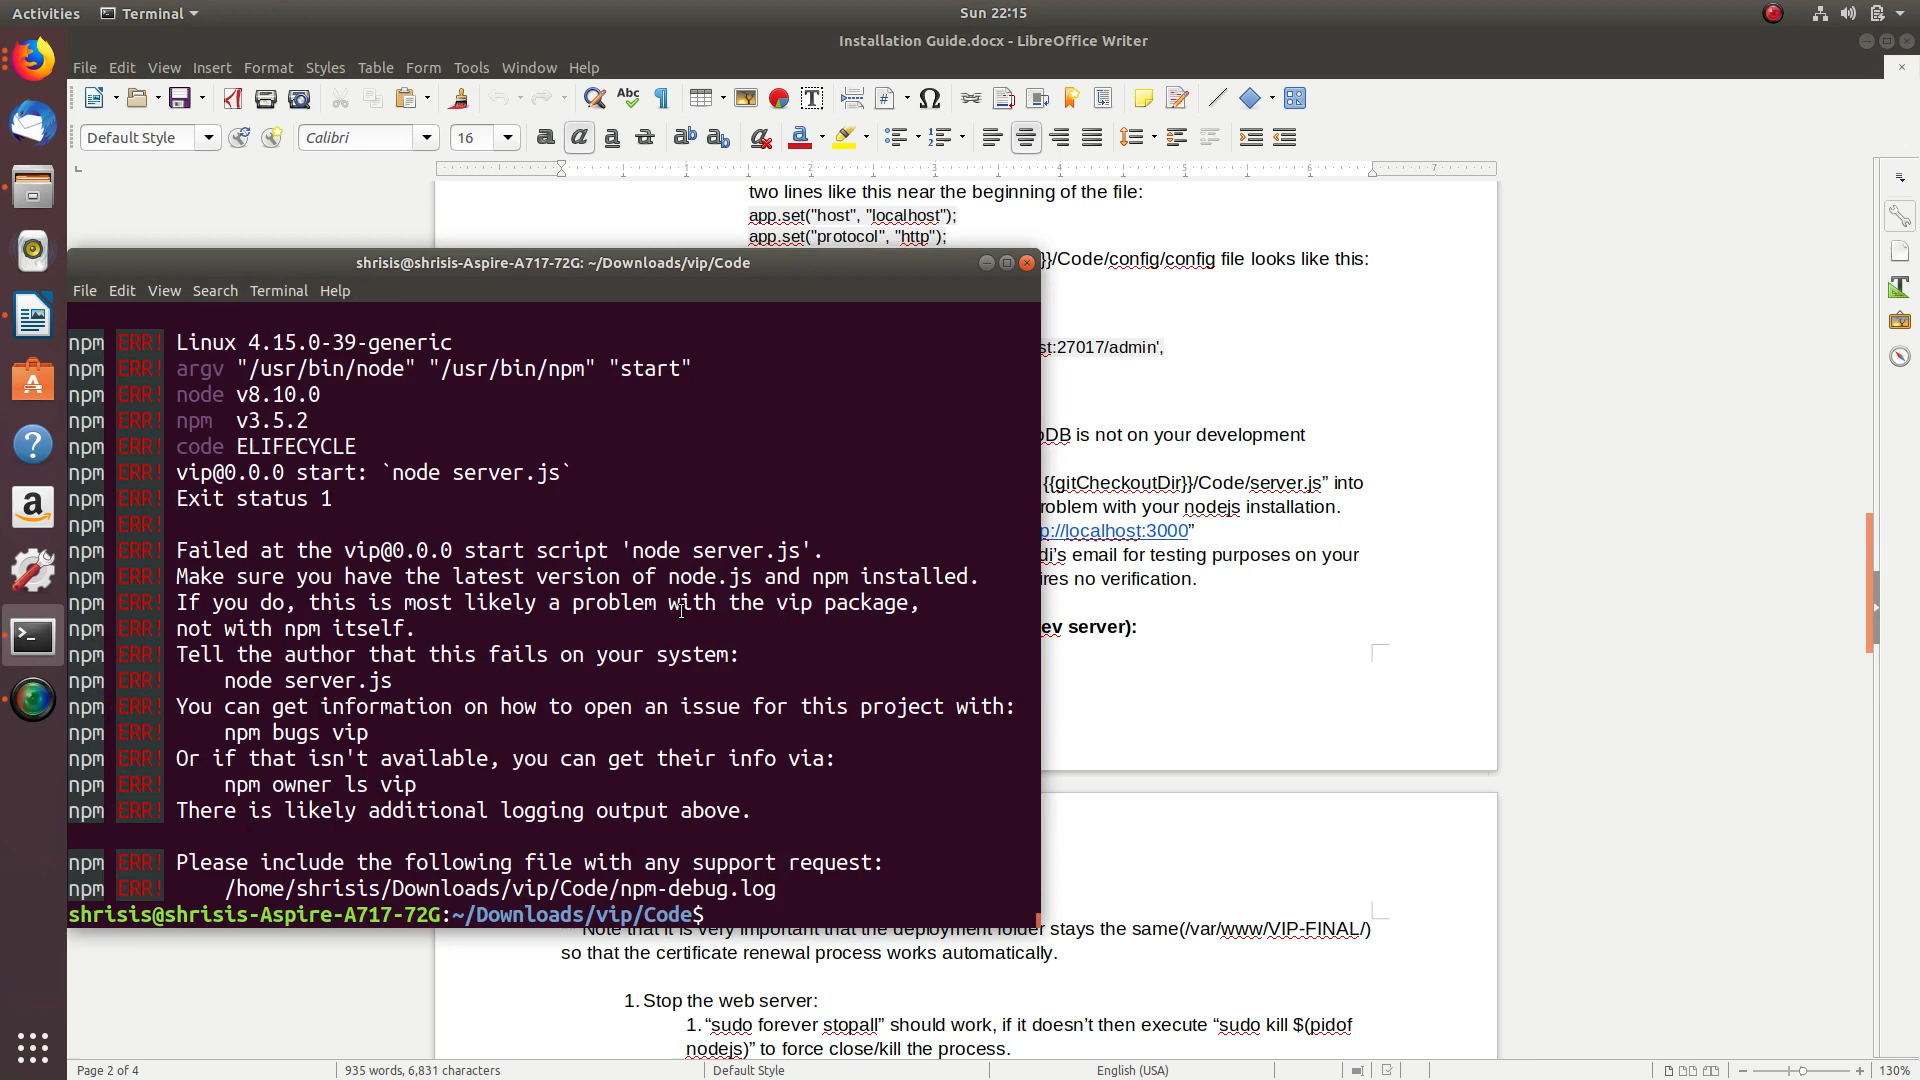 Activities
Terminal
Sun 22:15
Installation Guide.docx - LibreOffice Writer
File Edit View Insert Format Styles Table Form Tools Window Help
Default Style
Calibri
16
1 2 3 4 5 6 7
two lines like this near the beginning of the file:
app.set("host", "localhost");
app.set("protocol", "http");
}}/Code/config/config file looks like this:
st:27017/admin',
DB is not on your development
{{gitCheckoutDir}}/Code/server.js” into
roblem with your nodejs installation.
p://localhost:3000”
di’s email for testing purposes on your
ires no verification.
ev server):
shrisis@shrisis-Aspire-A717-72G: ~/Downloads/vip/Code
File Edit View Search Terminal Help
npm ERR! Linux 4.15.0-39-generic
npm ERR! argv "/usr/bin/node" "/usr/bin/npm" "start"
npm ERR! node v8.10.0
npm ERR! npm  v3.5.2
npm ERR! code ELIFECYCLE
npm ERR! vip@0.0.0 start: `node server.js`
npm ERR! Exit status 1
npm ERR!
npm ERR! Failed at the vip@0.0.0 start script 'node server.js'.
npm ERR! Make sure you have the latest version of node.js and npm installed.
npm ERR! If you do, this is most likely a problem with the vip package,
npm ERR! not with npm itself.
npm ERR! Tell the author that this fails on your system:
npm ERR!     node server.js
npm ERR! You can get information on how to open an issue for this project with:
npm ERR!     npm bugs vip
npm ERR! Or if that isn't available, you can get their info via:
npm ERR!     npm owner ls vip
npm ERR! There is likely additional logging output above.
npm ERR! Please include the following file with any support request:
npm ERR!     /home/shrisis/Downloads/vip/Code/npm-debug.log
shrisis@shrisis-Aspire-A717-72G:~/Downloads/vip/Code$
Note that it is very important that the deployment folder stays the same(/var/www/VIP-FINAL/)
so that the certificate renewal process works automatically.
1. Stop the web server:
1. “sudo forever stopall” should work, if it doesn’t then execute “sudo kill $(pidof
nodejs)” to force close/kill the process.
Page 2 of 4
935 words, 6,831 characters
Default Style
English (USA)
130%